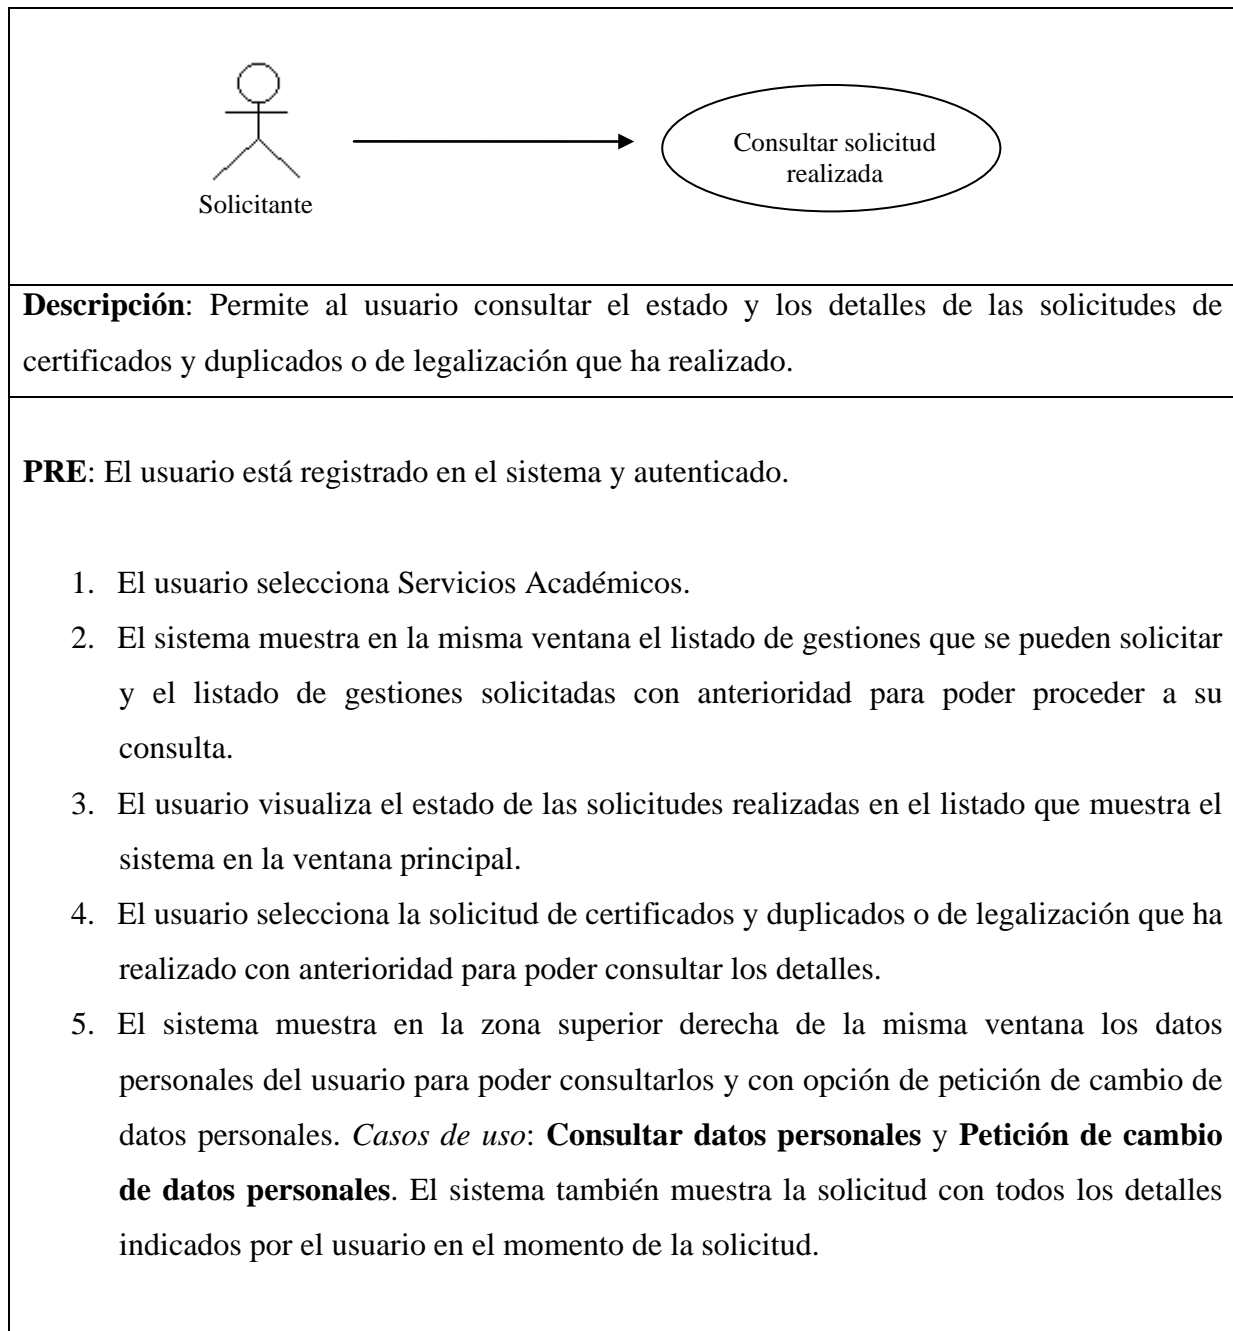 Solicitante
Consultar solicitud
realizada
Descripción: Permite al usuario consultar el estado y los detalles de las solicitudes de
certificados y duplicados o de legalización que ha realizado.
PRE: El usuario está registrado en el sistema y autenticado.
1. El usuario selecciona Servicios Académicos.
2. El sistema muestra en la misma ventana el listado de gestiones que se pueden solicitar
y el listado de gestiones solicitadas con anterioridad para poder proceder a su
consulta.
3. El usuario visualiza el estado de las solicitudes realizadas en el listado que muestra el
sistema en la ventana principal.
4. El usuario selecciona la solicitud de certificados y duplicados o de legalización que ha
realizado con anterioridad para poder consultar los detalles.
5. El sistema muestra en la zona superior derecha de la misma ventana los datos
personales del usuario para poder consultarlos y con opción de petición de cambio de
datos personales. Casos de uso: Consultar datos personales y Petición de cambio
de datos personales. El sistema también muestra la solicitud con todos los detalles
indicados por el usuario en el momento de la solicitud.